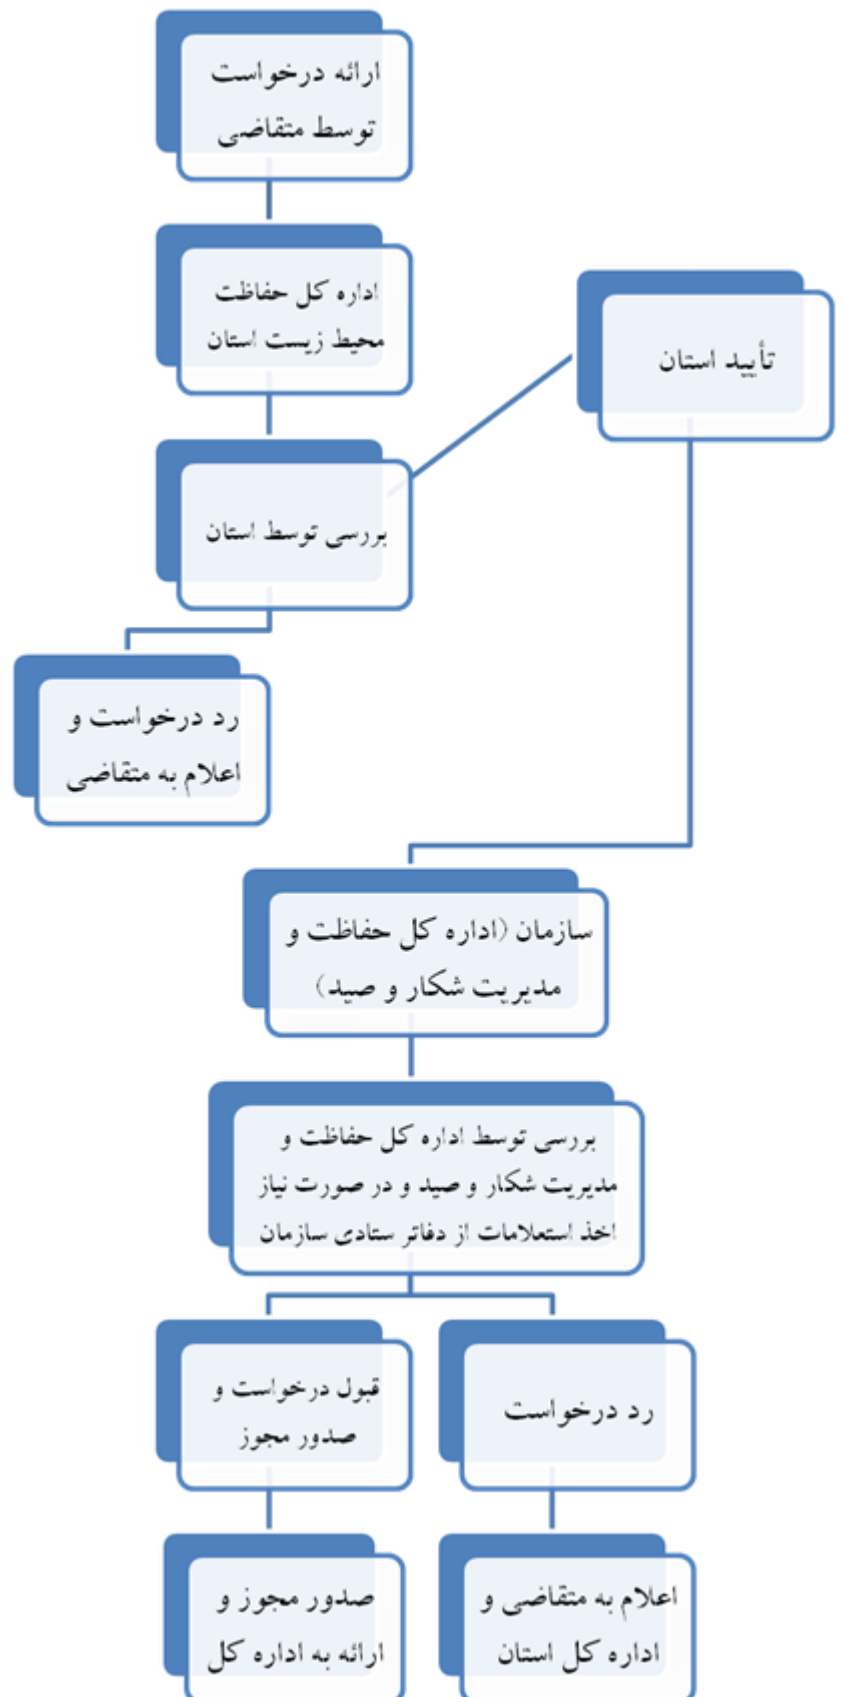 ارائه درخواست
توسط متقاضی
اداره کل حفاظت
محیط زیست استان
تأیید استان
بررسی توسط استان
رد درخواست و
اعلام به متقاضی
سازمان (اداره کل حفاظت و
مدیریت شکار و صید)
بررسی توسط اداره کل حفاظت و
مدیریت شکار و صید و در صورت نیاز
اخذ استعلامات از دفاتر ستادی سازمان
رد درخواست
قبول درخواست و
صدور مجوز
اعلام به متقاضی و
اداره کل استان
صدور مجوز و
ارائه به اداره کل